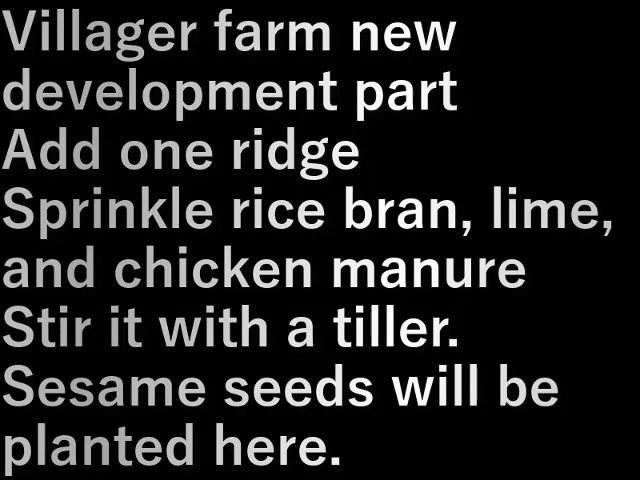 Villager farm new
development part
Add one ridge
Sprinkle rice bran, lime,
and chicken manure
Stir it with a tiller.
Sesame seeds will be
planted here.